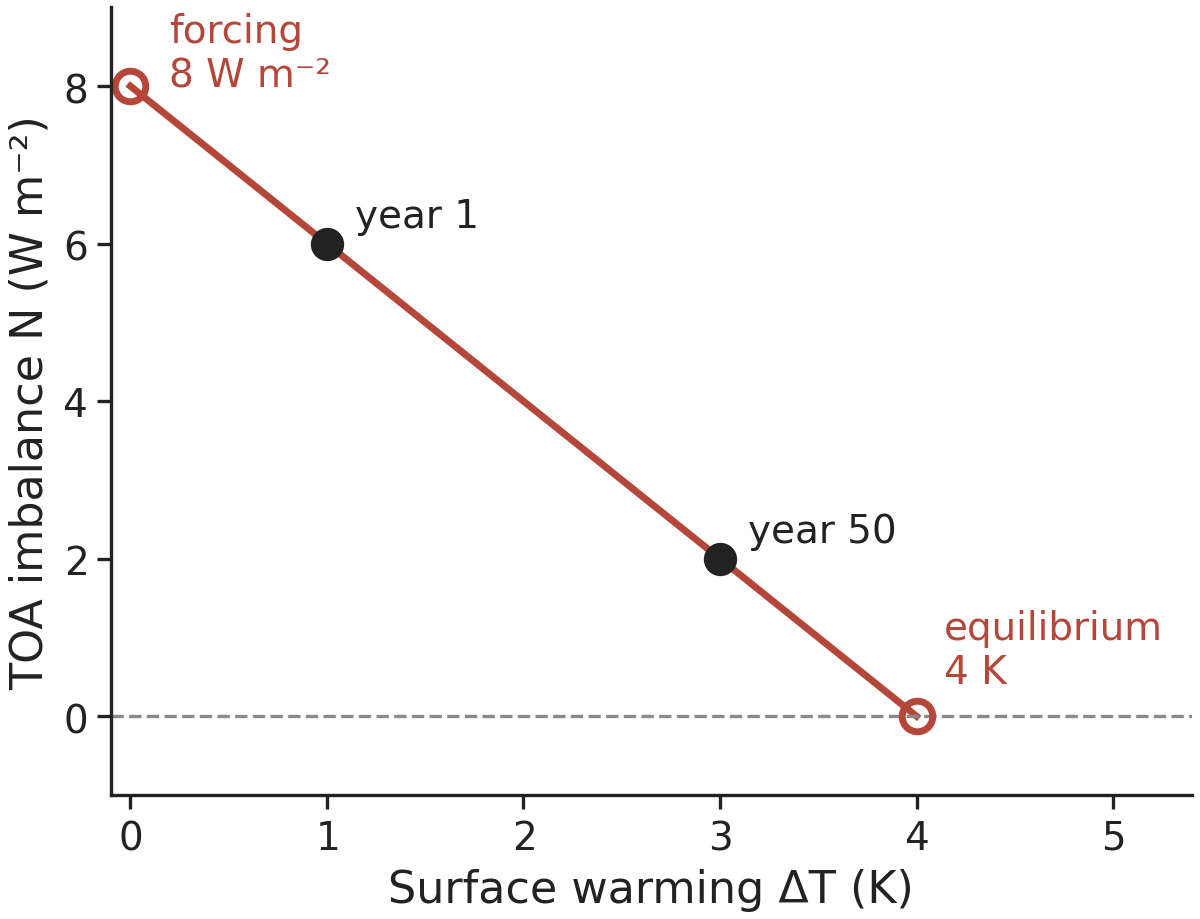 forcing
8 W m⁻²
year 1
year 50
equilibrium
4 K
TOA imbalance N (W m⁻²)
8
6
4
2
0
0 1 2 3 4 5
Surface warming ΔT (K)